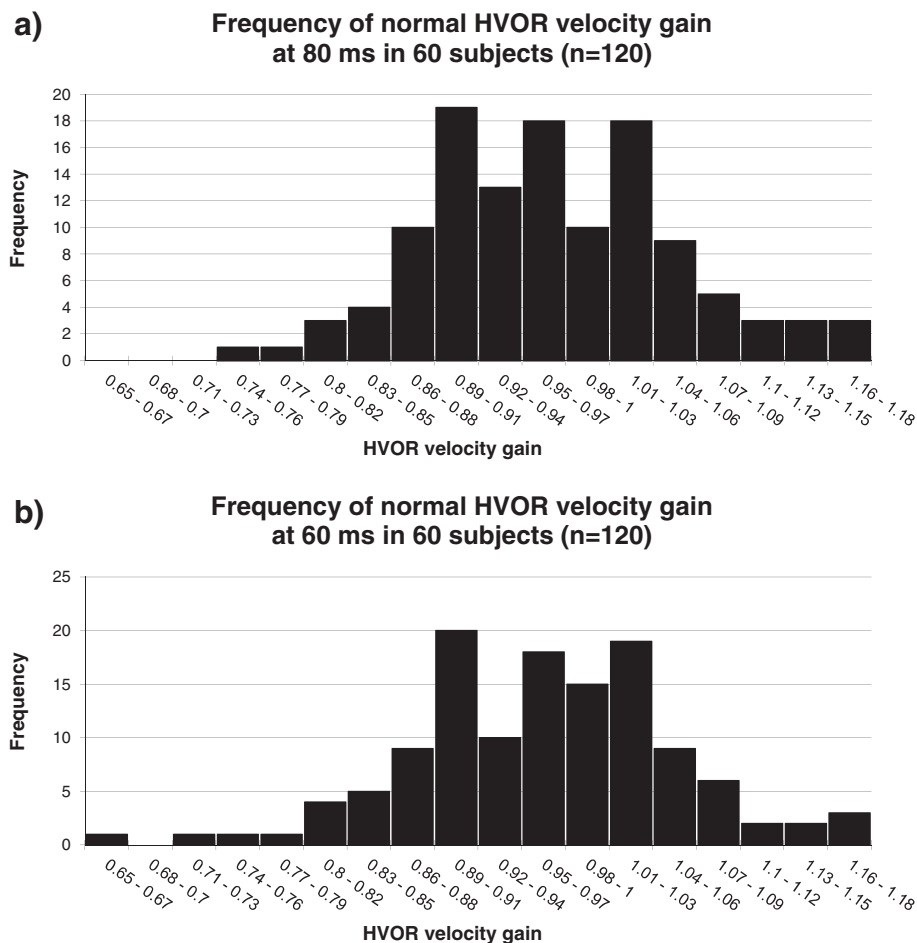 a)
Frequency of normal HVOR velocity gain
at 80 ms in 60 subjects (n=120)
Frequency
20
18
16
14
12
10
8
6
4
2
0
0.65 - 0.67
0.68 - 0.7
0.71 - 0.73
0.74 - 0.76
0.77 - 0.79
0.8 - 0.82
0.83 - 0.85
0.86 - 0.88
0.89 - 0.91
0.92 - 0.94
0.95 - 0.97
0.98 - 1
1.01 - 1.03
1.04 - 1.06
1.07 - 1.09
1.1 - 1.12
1.13 - 1.15
1.16 - 1.18
HVOR velocity gain
b)
Frequency of normal HVOR velocity gain
at 60 ms in 60 subjects (n=120)
Frequency
25
20
15
10
5
0
0.65 - 0.67
0.68 - 0.7
0.71 - 0.73
0.74 - 0.76
0.77 - 0.79
0.8 - 0.82
0.83 - 0.85
0.86 - 0.88
0.89 - 0.91
0.92 - 0.94
0.95 - 0.97
0.98 - 1
1.01 - 1.03
1.04 - 1.06
1.07 - 1.09
1.1 - 1.12
1.13 - 1.15
1.16 - 1.18
HVOR velocity gain